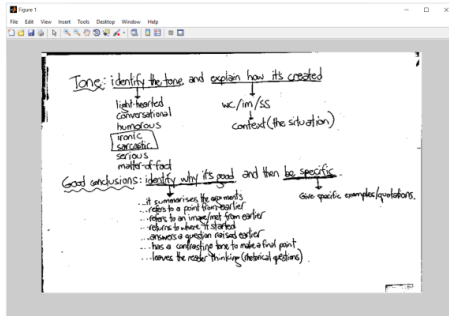 Figure 1
File Edit View Insert Tools Desktop Window Help
Tone: identify the tone and explain how its created
light-hearted
conversational
humorous
ironic
sarcastic
serious
matter-of-fact
WC/im/SS
context (the situation)
Good conclusions: identify why it's good and then be specific.
...it summarises the arguments
...refers to a point from earlier
...refers to an image/met from earlier
...returns to where it started
...answers a question raised earlier
...has a contrasting tone to make a final point
...leaves the reader thinking (rhetorical questions)
Give specific examples/quotations.